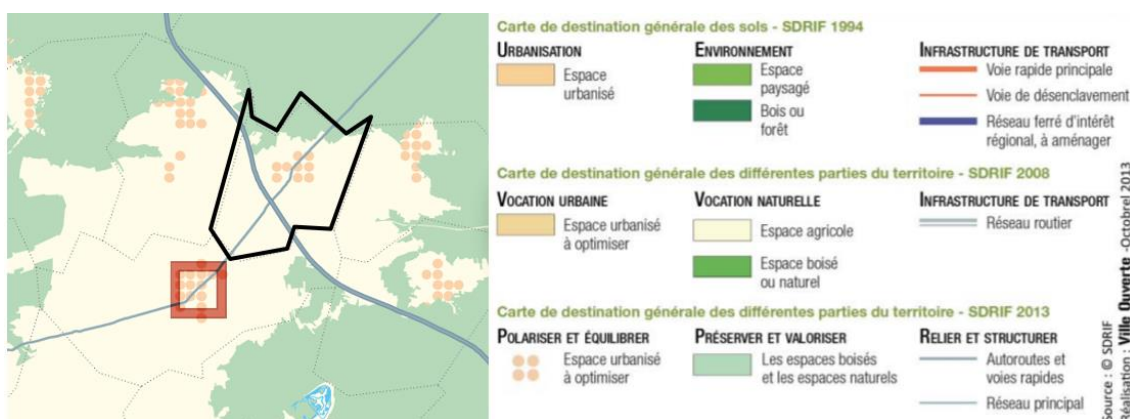 Carte de destination générale des sols - SDRIF 1994
URBANISATION
Espace
urbanisé
ENVIRONNEMENT
Espace
paysagé
Bois ou
forêt
INFRASTRUCTURE DE TRANSPORT
Voie rapide principale
Voie de désenclavement
Réseau ferré d'intérêt
régional, à aménager
Carte de destination générale des différentes parties du territoire - SDRIF 2008
VOCATION URBAINE
Espace urbanisé
à optimiser
VOCATION NATURELLE
Espace agricole
Espace boisé
ou naturel
INFRASTRUCTURE DE TRANSPORT
Réseau routier
Carte de destination générale des différentes parties du territoire - SDRIF 2013
POLARISER ET ÉQUILIBRER
Espace urbanisé
à optimiser
PRÉSERVER ET VALORISER
Les espaces boisés
et les espaces naturels
RELIER ET STRUCTURER
Autoroutes et
voies rapides
Réseau principal
Source : © SDRIF
Réalisation : Ville Ouverte -Octobrel 2013